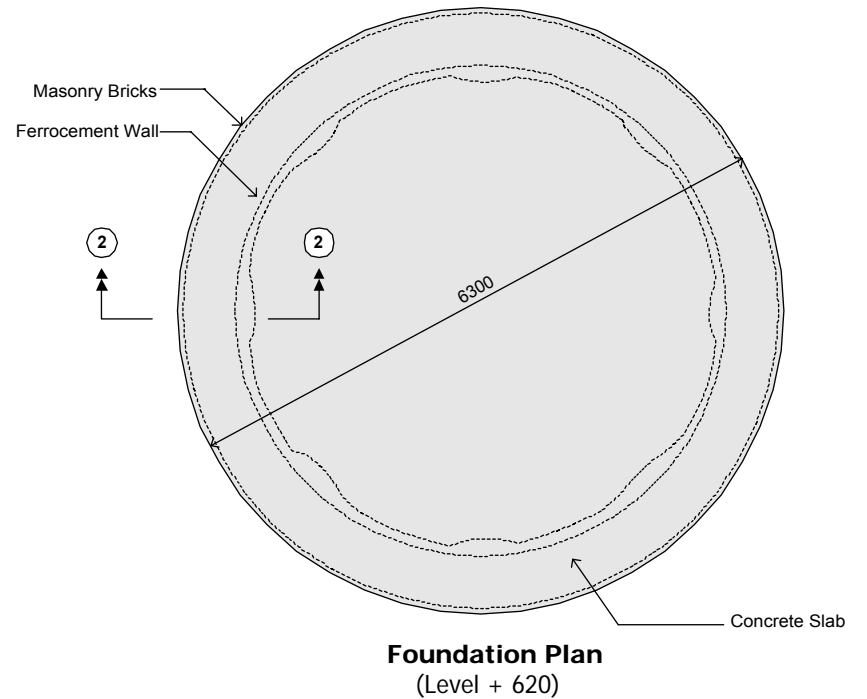 Masonry Bricks
Ferrocement Wall
2
2
6300
Concrete Slab
Foundation Plan
(Level + 620)